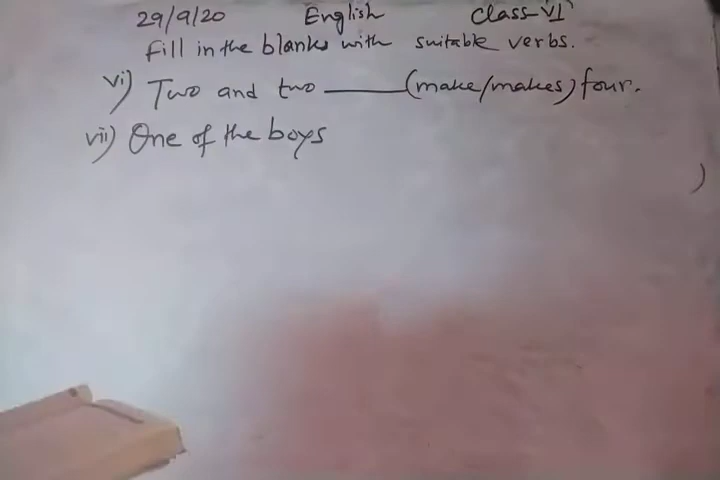 29/9/20 English Class-VI
Fill in the blanks with suitable verbs.
vi) Two and two ______ (make/makes) four.
vii) One of the boys
)